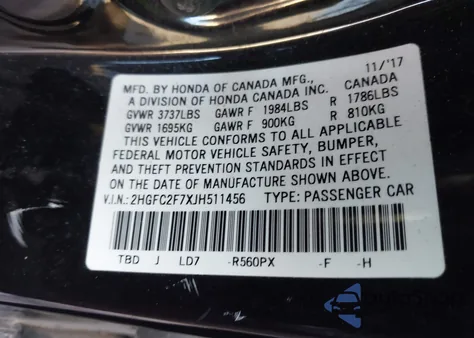 11/'17
MFD. BY HONDA OF CANADA MFG., CANADA
A DIVISION OF HONDA CANADA INC.
GVWR 3737LBS GAWR F 1984LBS R 1786LBS
GVWR 1695KG GAWR F 900KG R 810KG
THIS VEHICLE CONFORMS TO ALL APPLICABLE
FEDERAL MOTOR VEHICLE SAFETY, BUMPER,
AND THEFT PREVENTION STANDARDS IN EFFECT
ON THE DATE OF MANUFACTURE SHOWN ABOVE.
V.I.N.: 2HGFC2F7XJH511456 TYPE: PASSENGER CAR
TBD J LD7 -R560PX -F -H